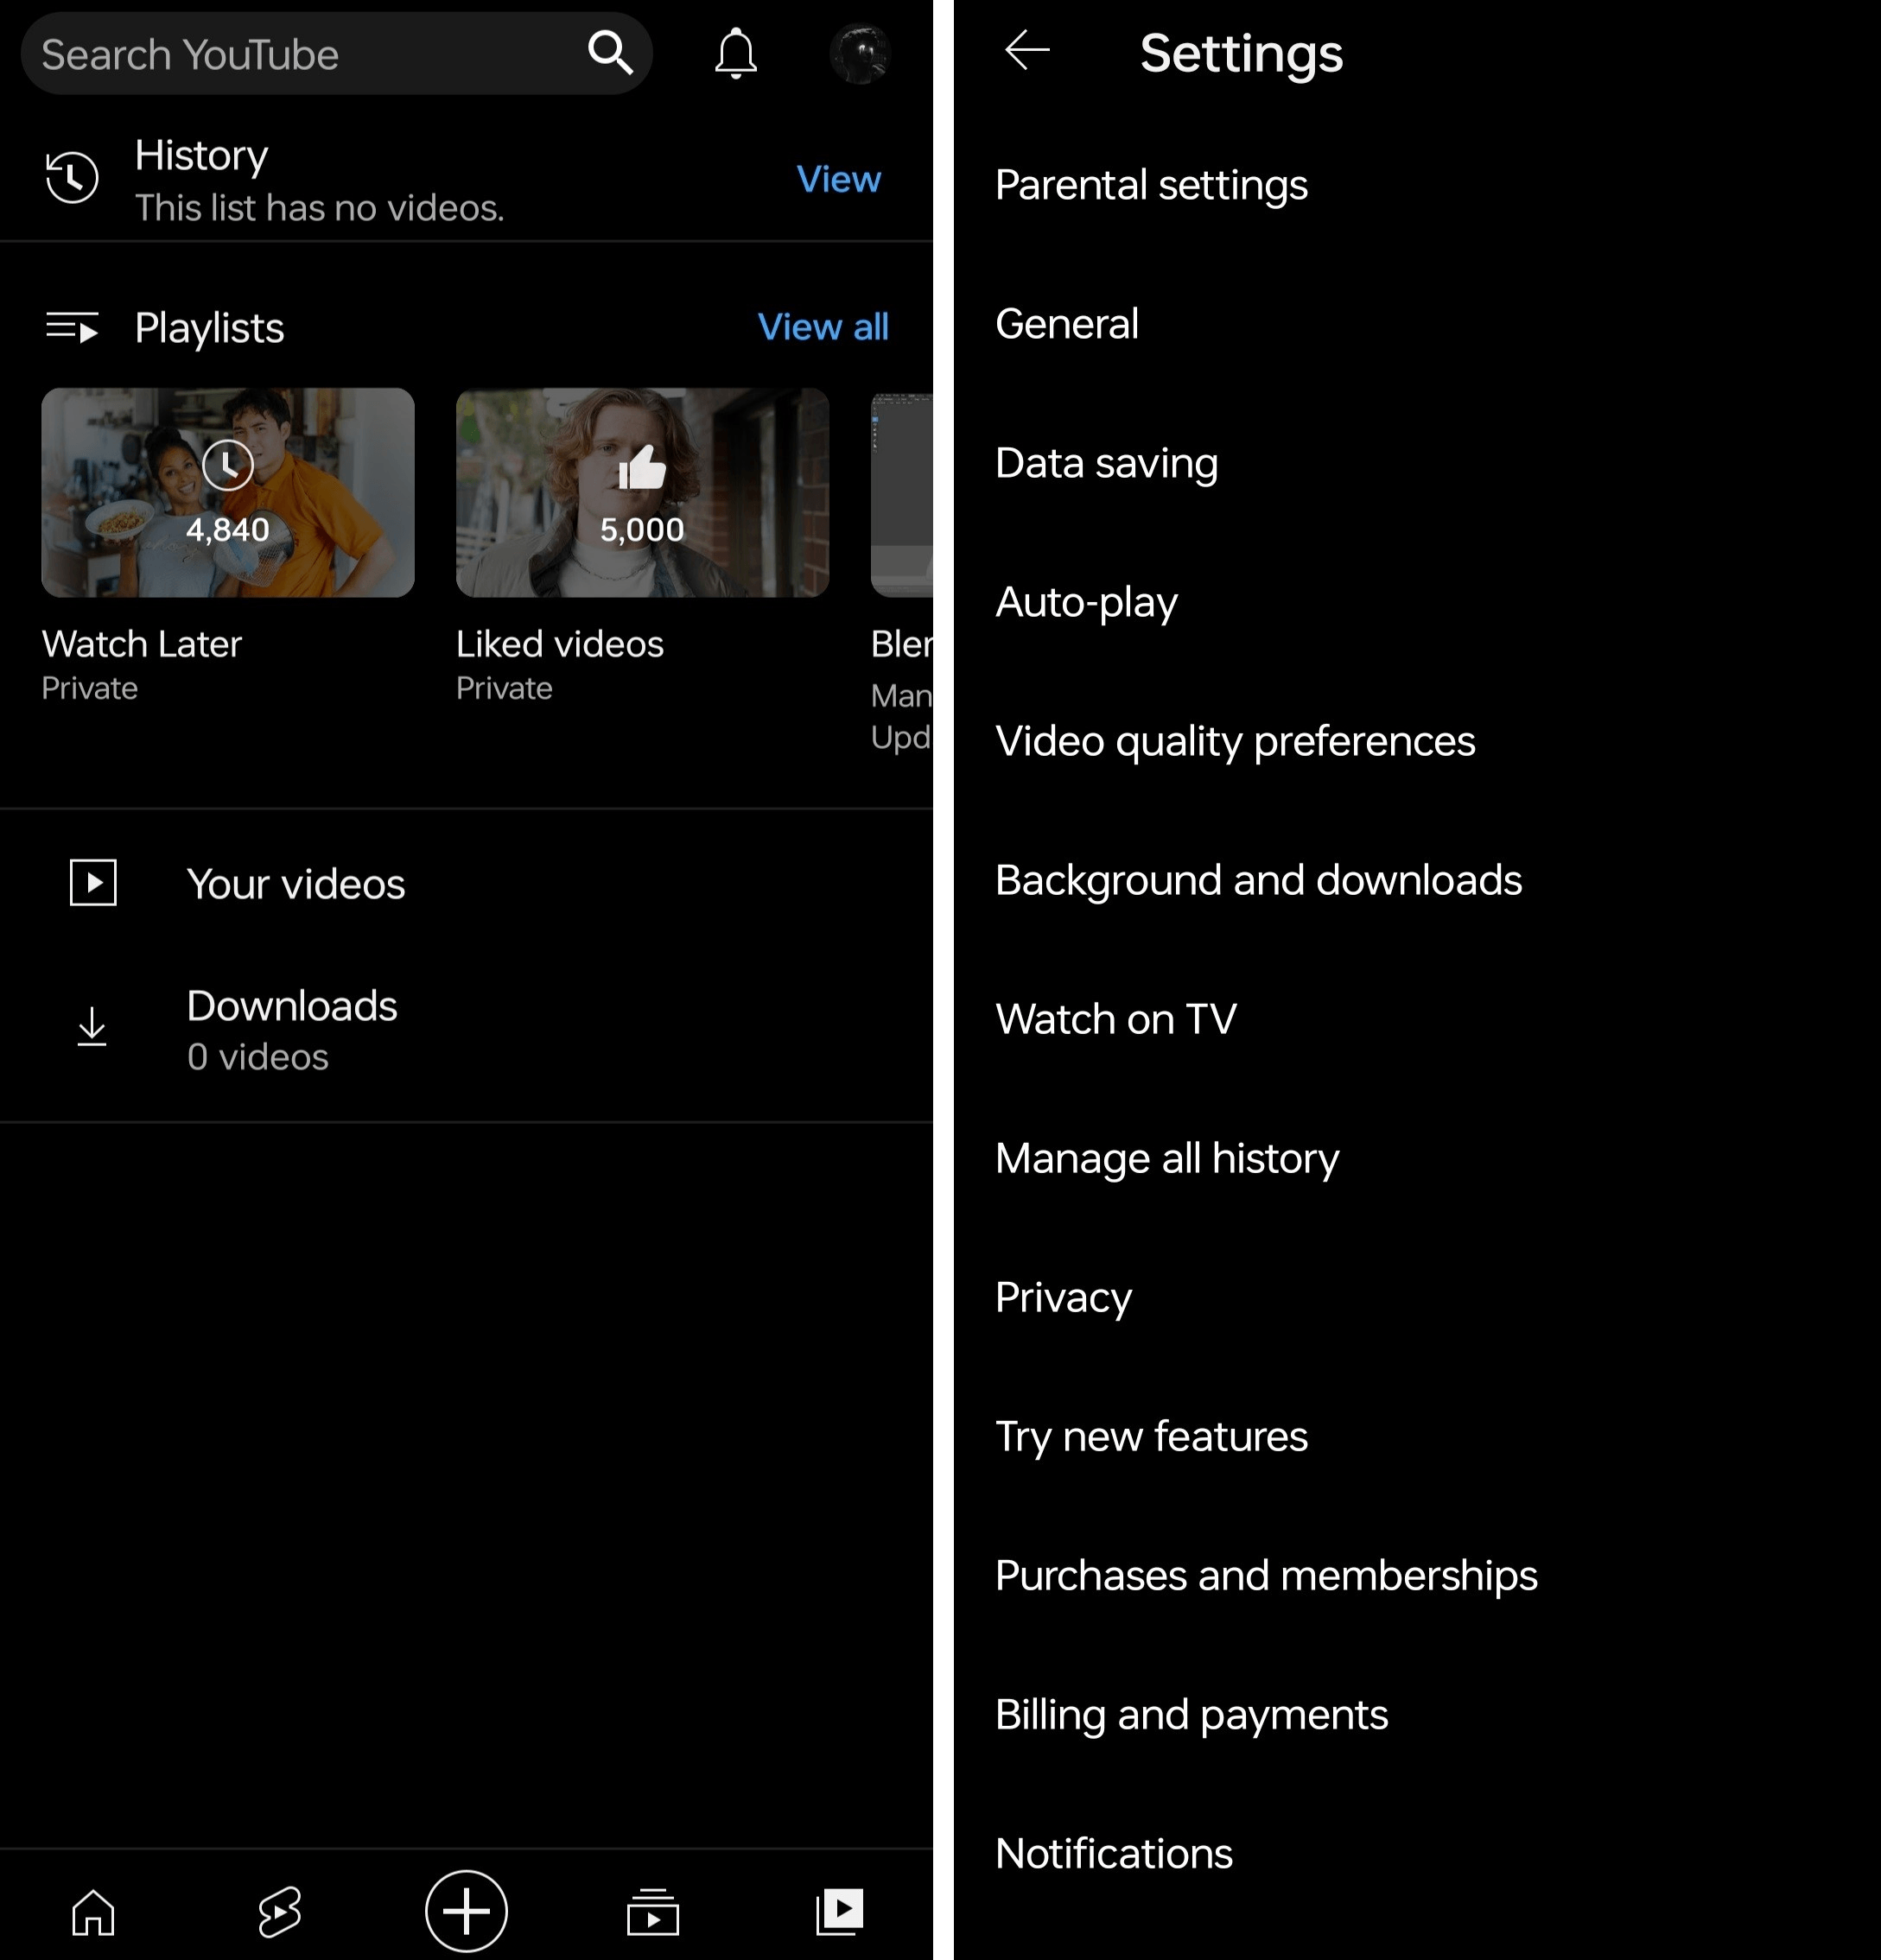 Search YouTube
History
This list has no videos.
View
Playlists
View all
4,840
5,000
Watch Later
Private
Liked videos
Private
Your videos
Downloads
0 videos
Settings
Parental settings
General
Data saving
Auto-play
Video quality preferences
Background and downloads
Watch on TV
Manage all history
Privacy
Try new features
Purchases and memberships
Billing and payments
Notifications